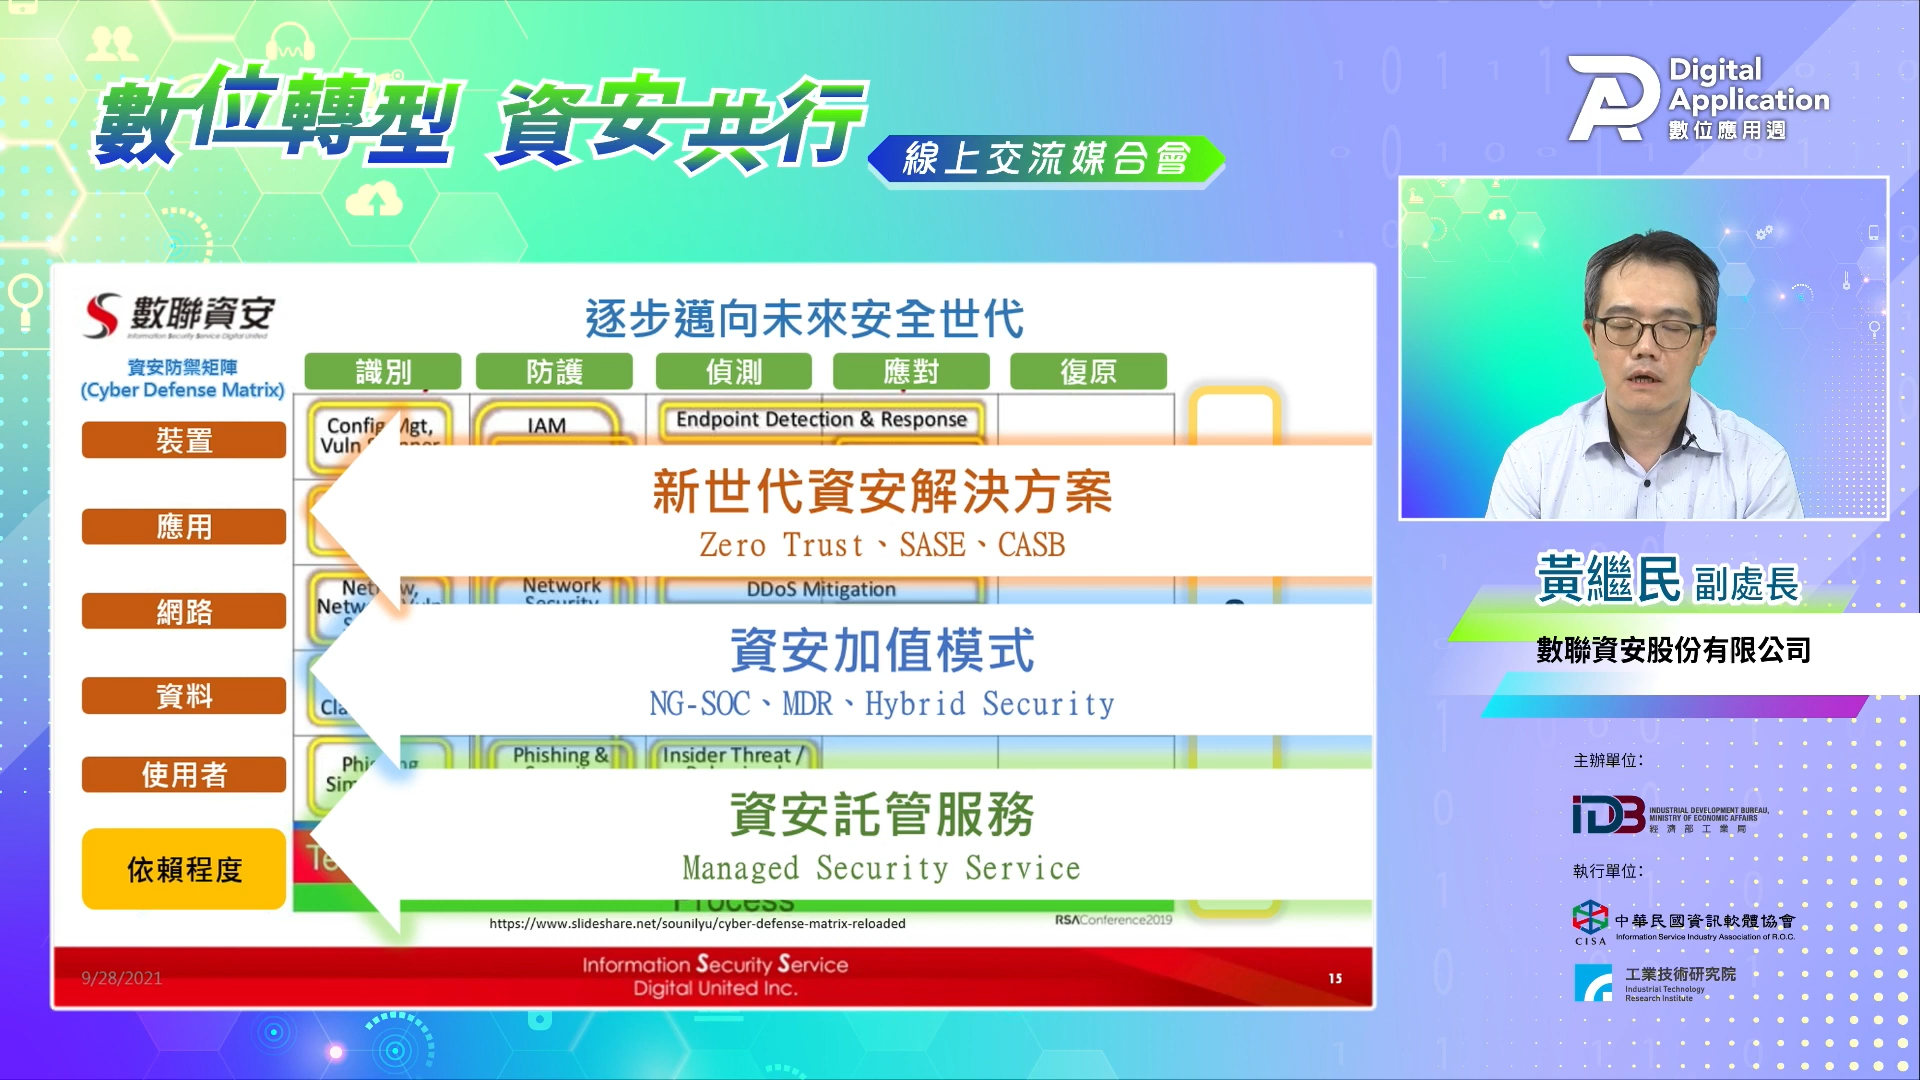 數位轉型 資安共行
線上交流媒合會
Digital
Application
數位應用週
數聯資安
Information Security Service Digital United
逐步邁向未來安全世代
資安防禦矩陣
(Cyber Defense Matrix)
識別
防護
偵測
應對
復原
裝置
應用
網路
資料
使用者
依賴程度
IAM
Endpoint Detection & Response
新世代資安解決方案
Zero Trust、SASE、CASB
Network
DDoS Mitigation
資安加值模式
NG-SOC、MDR、Hybrid Security
Phishing &
Insider Threat /
資安託管服務
Managed Security Service
Process
https://www.slideshare.net/sounilyu/cyber-defense-matrix-reloaded
RSAConference2019
9/28/2021
Information Security Service
Digital United Inc.
15
黃繼民 副處長
數聯資安股份有限公司
主辦單位:
IDB
INDUSTRIAL DEVELOPMENT BUREAU,
MINISTRY OF ECONOMIC AFFAIRS
經濟部工業局
執行單位:
CISA
中華民國資訊軟體協會
Information Service Industry Association of R.O.C.
工業技術研究院
Industrial Technology
Research Institute